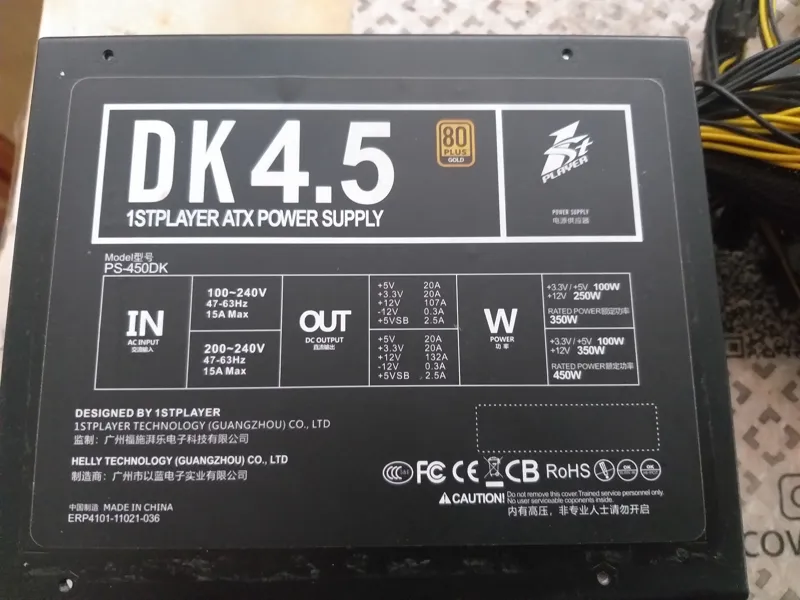 DK 4.5
80
PLUS
GOLD
1STPLAYER ATX POWER SUPPLY
1st
PLAYER
POWER SUPPLY
电源供应器
Model型号
PS-450DK
IN
AC INPUT
交流输入
100~240V
47-63Hz
15A Max
200~240V
47-63Hz
15A Max
OUT
DC OUTPUT
直流输出
+5V 20A
+3.3V 20A
+12V 107A
-12V 0.3A
+5VSB 2.5A
+5V 20A
+3.3V 20A
+12V 132A
-12V 0.3A
+5VSB 2.5A
W
POWER
功 率
+3.3V / +5V 100W
+12V 250W
RATED POWER额定功率
350W
+3.3V / +5V 100W
+12V 350W
RATED POWER额定功率
450W
DESIGNED BY 1STPLAYER
1STPLAYER TECHNOLOGY (GUANGZHOU) CO., LTD
监制：广州福施湃乐电子科技有限公司
HELLY TECHNOLOGY (GUANGZHOU) CO., LTD
制造商：广州市以蓝电子实业有限公司
中国制造 MADE IN CHINA
ERP4101-11021-036
CCC FC CE CB RoHS
CAUTION! Do not remove this cover.Trained service personnel only.
No user serviceable coponents inside.
内有高压，非专业人士请勿开启
COV